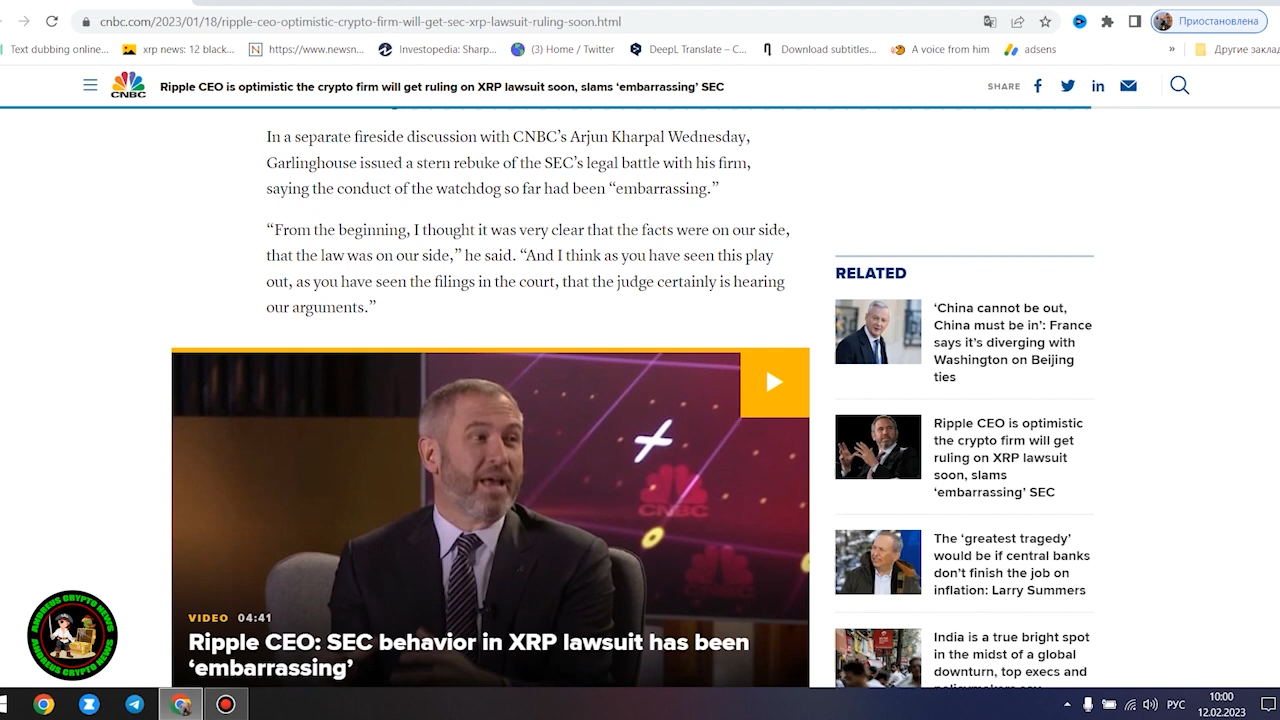 cnbc.com/2023/01/18/ripple-ceo-optimistic-crypto-firm-will-get-sec-xrp-lawsuit-ruling-soon.html
Приостановлена
Text dubbing online...
xrp news: 12 black...
https://www.newsn...
Investopedia: Sharp...
(3) Home / Twitter
DeepL Translate – C...
Download subtitles...
A voice from him
adsens
»
Другие заклад
CNBC
Ripple CEO is optimistic the crypto firm will get ruling on XRP lawsuit soon, slams ‘embarrassing’ SEC
SHARE
In a separate fireside discussion with CNBC’s Arjun Kharpal Wednesday,
Garlinghouse issued a stern rebuke of the SEC’s legal battle with his firm,
saying the conduct of the watchdog so far had been “embarrassing.”
“From the beginning, I thought it was very clear that the facts were on our side,
that the law was on our side,” he said. “And I think as you have seen this play
out, as you have seen the filings in the court, that the judge certainly is hearing
our arguments.”
CNBC
VIDEO 04:41
Ripple CEO: SEC behavior in XRP lawsuit has been
‘embarrassing’
RELATED
‘China cannot be out,
China must be in’: France
says it’s diverging with
Washington on Beijing
ties
Ripple CEO is optimistic
the crypto firm will get
ruling on XRP lawsuit
soon, slams
‘embarrassing’ SEC
The ‘greatest tragedy’
would be if central banks
don’t finish the job on
inflation: Larry Summers
India is a true bright spot
in the midst of a global
downturn, top execs and
ANDREUS CRYPTO NEWS
ANDREUS CRYPTO NEWS
РУС
10:00
12.02.2023